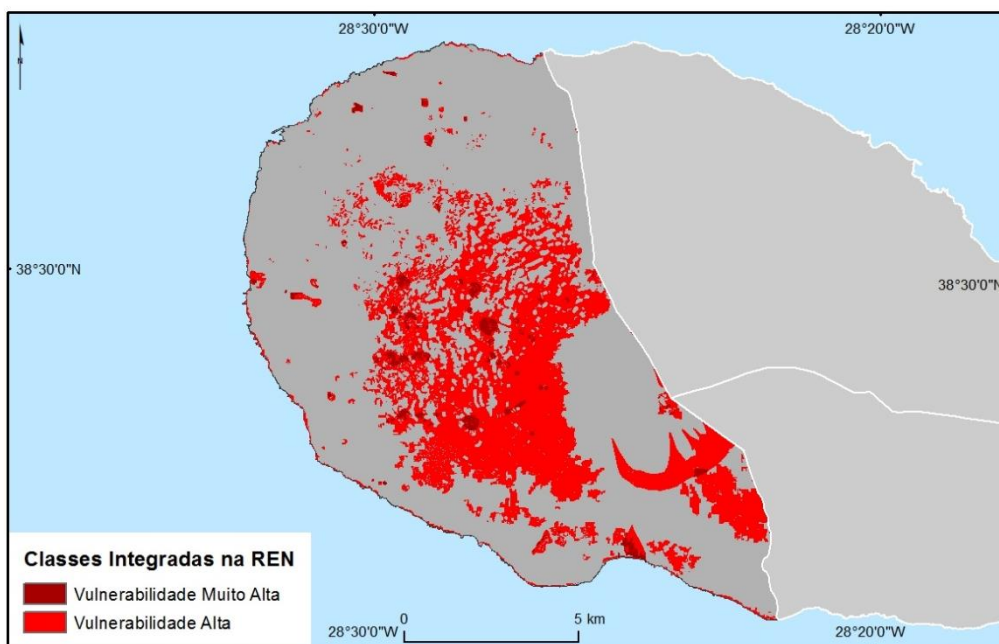 28°30'0"W
28°20'0"W
N
38°30'0"N
38°30'0"N
Classes Integradas na REN
Vulnerabilidade Muito Alta
Vulnerabilidade Alta
28°30'0"W
0
5 km
28°20'0"W